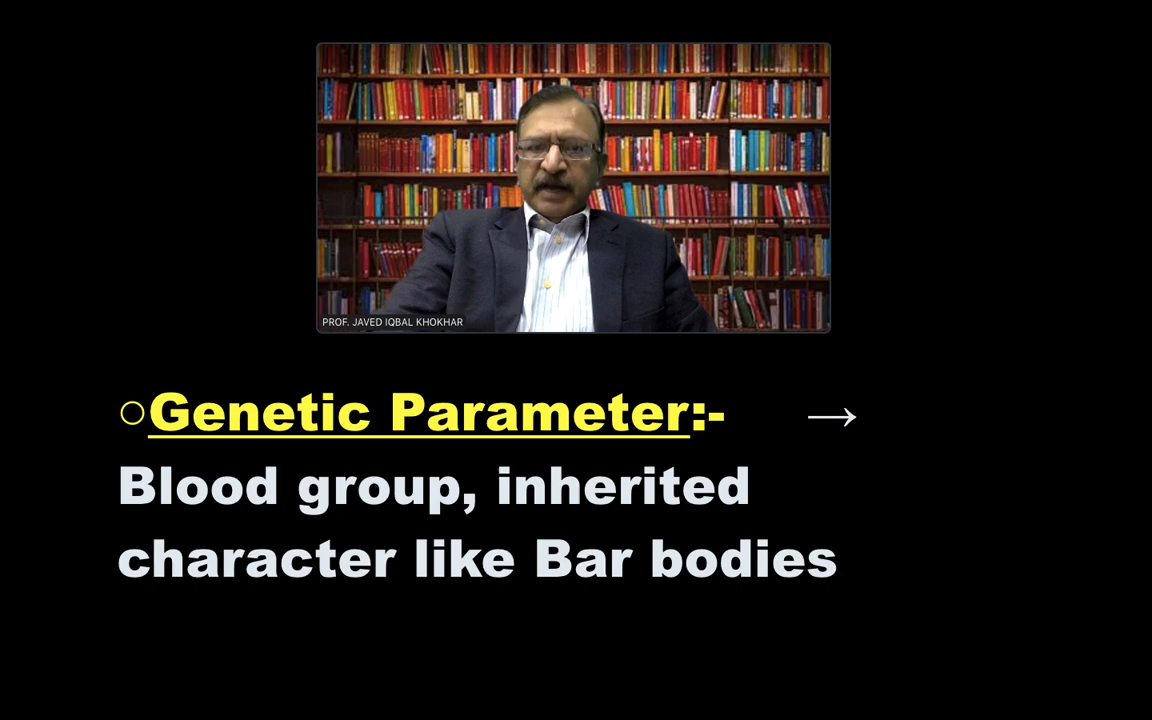 PROF. JAVED IQBAL KHOKHAR
○Genetic Parameter:- →
Blood group, inherited
character like Bar bodies